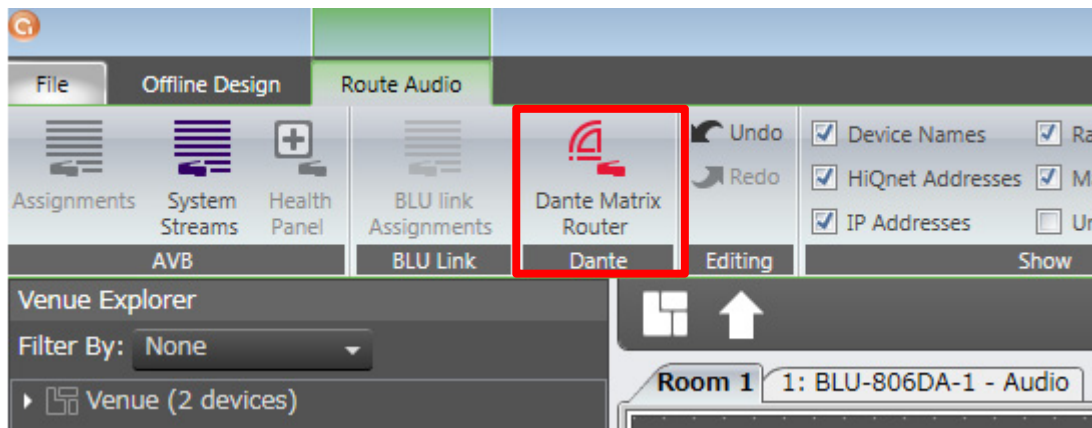 File Offline Design Route Audio
Assignments System Streams Health Panel
AVB
BLU link Assignments
BLU Link
Dante Matrix Router
Dante
Undo
Redo
Editing
Device Names
HiQnet Addresses
IP Addresses
Show
Venue Explorer
Filter By: None
Venue (2 devices)
Room 1 1: BLU-806DA-1 - Audio